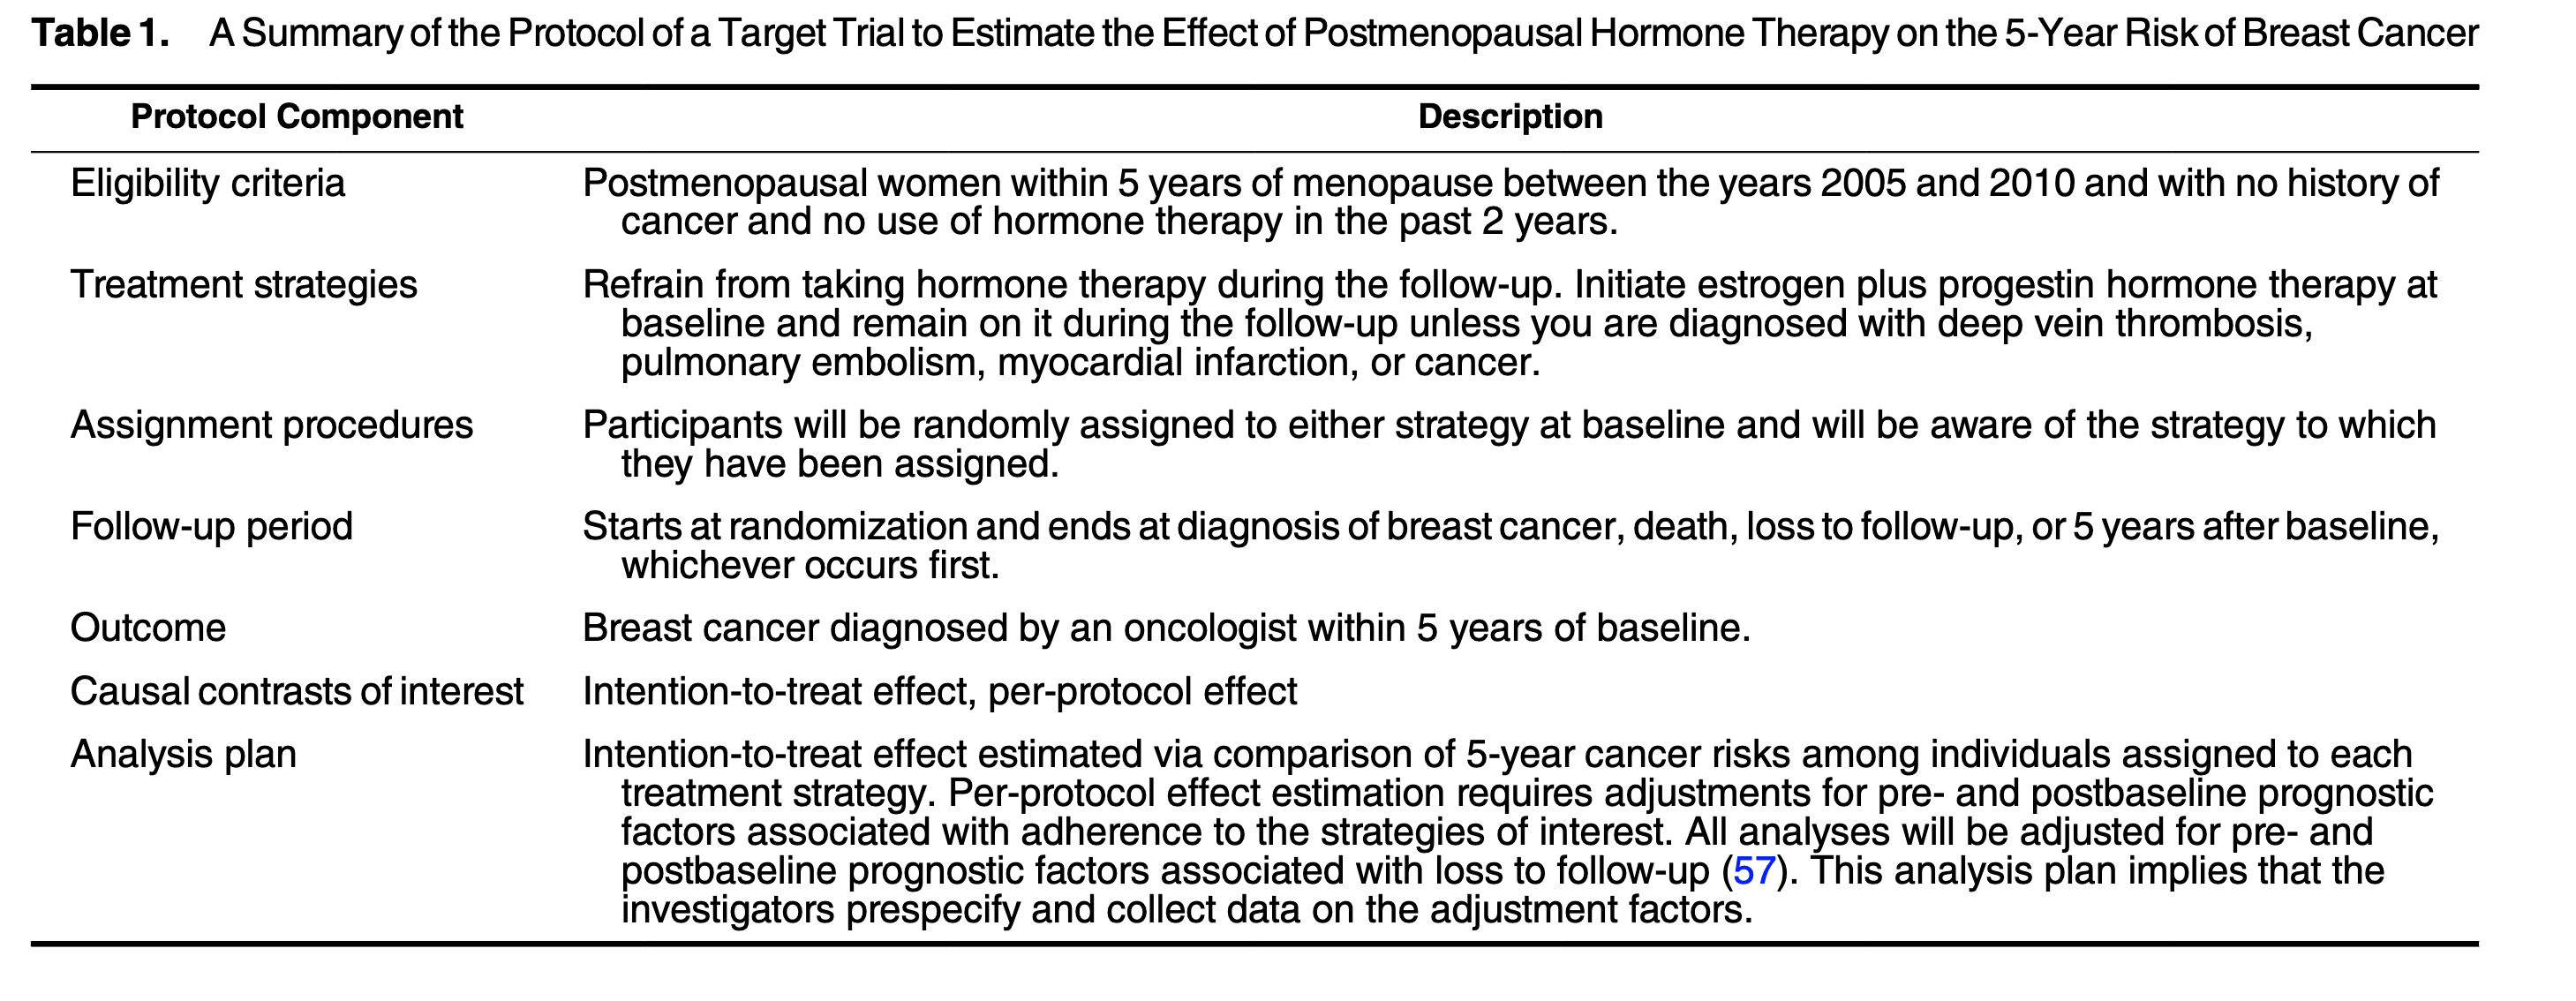 Table 1. A Summary of the Protocol of a Target Trial to Estimate the Effect of Postmenopausal Hormone Therapy on the 5-Year Risk of Breast Cancer
Protocol Component Description
Eligibility criteria Postmenopausal women within 5 years of menopause between the years 2005 and 2010 and with no history of
cancer and no use of hormone therapy in the past 2 years.
Treatment strategies Refrain from taking hormone therapy during the follow-up. Initiate estrogen plus progestin hormone therapy at
baseline and remain on it during the follow-up unless you are diagnosed with deep vein thrombosis,
pulmonary embolism, myocardial infarction, or cancer.
Assignment procedures Participants will be randomly assigned to either strategy at baseline and will be aware of the strategy to which
they have been assigned.
Follow-up period Starts at randomization and ends at diagnosis of breast cancer, death, loss to follow-up, or 5 years after baseline,
whichever occurs first.
Outcome Breast cancer diagnosed by an oncologist within 5 years of baseline.
Causal contrasts of interest Intention-to-treat effect, per-protocol effect
Analysis plan Intention-to-treat effect estimated via comparison of 5-year cancer risks among individuals assigned to each
treatment strategy. Per-protocol effect estimation requires adjustments for pre- and postbaseline prognostic
factors associated with adherence to the strategies of interest. All analyses will be adjusted for pre- and
postbaseline prognostic factors associated with loss to follow-up (57). This analysis plan implies that the
investigators prespecify and collect data on the adjustment factors.